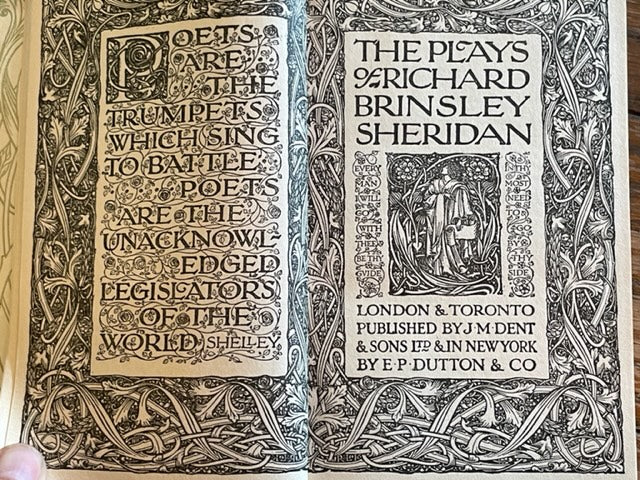 POETS
ARE
THE
TRUMPETS
WHICH SING
TO BATTLE:
POETS
ARE THE
UNACKNOWL-
EDGED
LEGISLATORS
OF THE
WORLD SHELLEY
THE PLAYS
OF RICHARD
BRINSLEY
SHERIDAN
EVERY
MAN
I WILL
GO
WITH
THEE
& BE THY
GUIDE
IN THY
MOST
NEED
TO
GO
BY
THY
SIDE
LONDON & TORONTO
PUBLISHED BY J·M·DENT
& SONS LTD & IN NEW YORK
BY E·P·DUTTON & CO